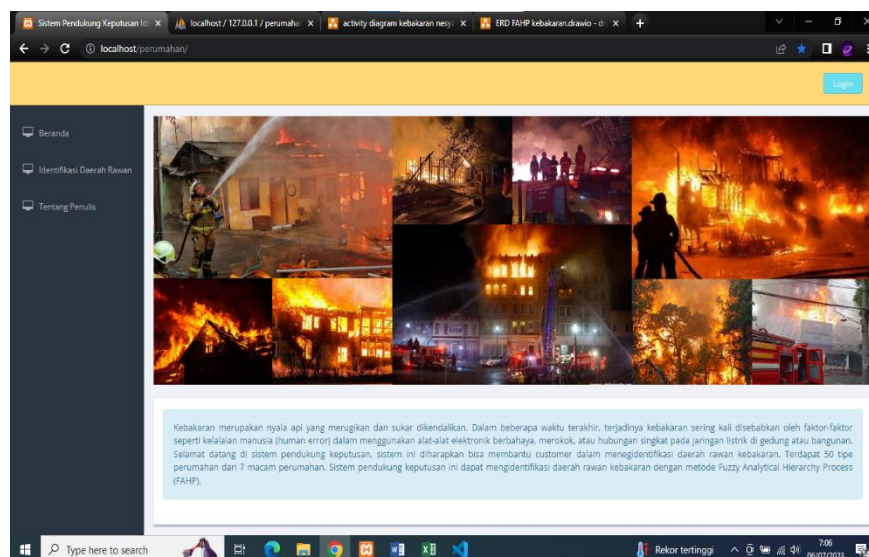 Sistem Pendukung Keputusan Id
localhost / 127.0.0.1 / perumaha
activity diagram kebakaran nesy
ERD FAHP kebakaran.drawio - d
localhost/perumahan/
Login
Beranda
Identifikasi Daerah Rawan
Tentang Penulis
Kebakaran merupakan nyala api yang merugikan dan sukar dikendalikan. Dalam beberapa waktu terakhir, terjadinya kebakaran sering kali disebabkan oleh faktor-faktor
seperti kelalaian manusia (human error) dalam menggunakan alat-alat elektronik berbahaya, merokok, atau hubungan singkat pada jaringan listrik di gedung atau bangunan.
Selamat datang di sistem pendukung keputusan, sistem ini diharapkan bisa membantu customer dalam menegidentifikasi daerah rawan kebakaran. Terdapat 50 tipe
perumahan dari 7 macam perumahan. Sistem pendukung keputusan ini dapat mengidentifikasi daerah rawan kebakaran dengan metode Fuzzy Analytical Hierarchy Process
(FAHP).
Type here to search
Rekor tertinggi
7:06
06/07/2023